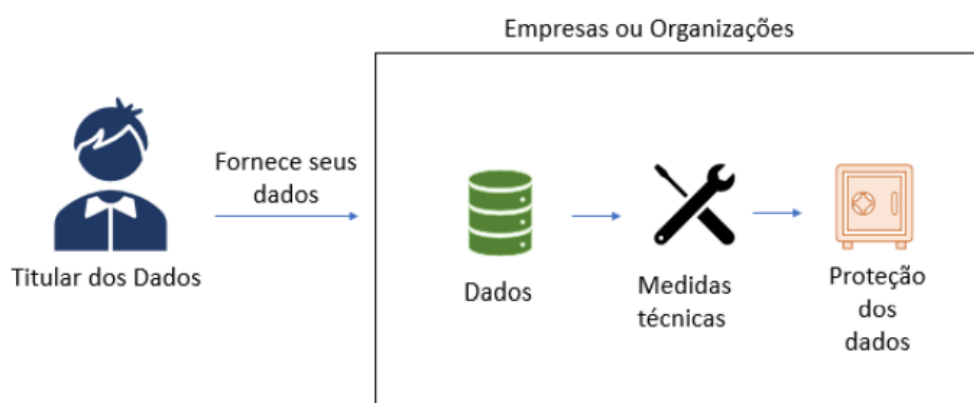 Empresas ou Organizações
Fornece seus
dados
Titular dos Dados
Dados
Medidas
técnicas
Proteção
dos
dados